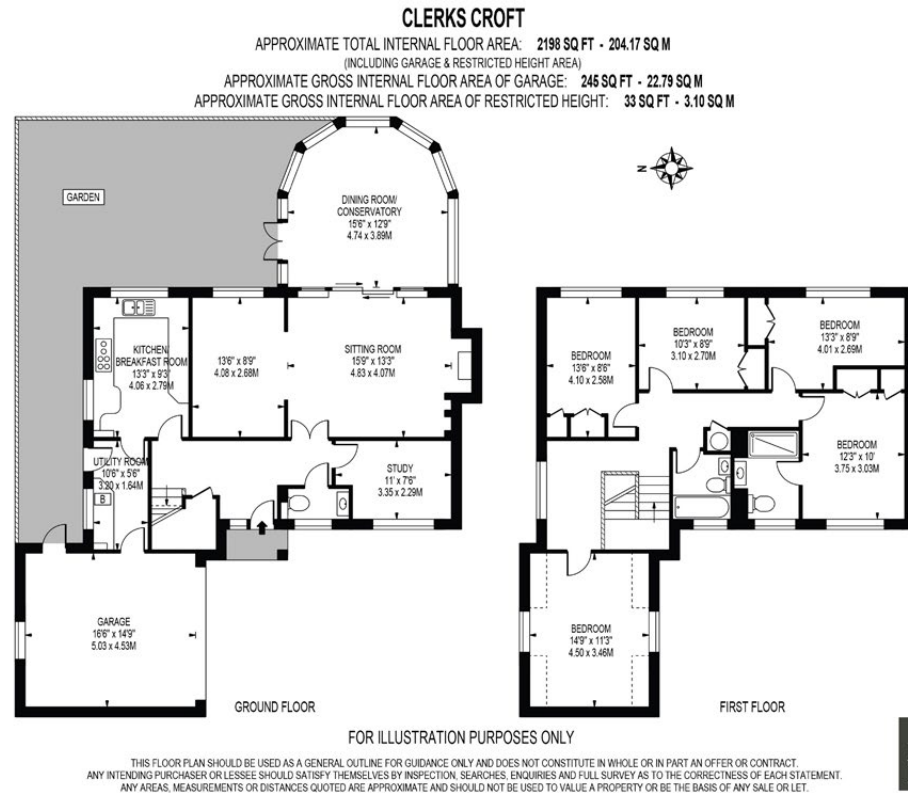 CLERKS CROFT
APPROXIMATE TOTAL INTERNAL FLOOR AREA: 2198 SQ FT - 204.17 SQ M
(INCLUDING GARAGE & RESTRICTED HEIGHT AREA)
APPROXIMATE GROSS INTERNAL FLOOR AREA OF GARAGE: 245 SQ FT - 22.79 SQ M
APPROXIMATE GROSS INTERNAL FLOOR AREA OF RESTRICTED HEIGHT: 33 SQ FT - 3.10 SQ M
N
GARDEN
DINING ROOM/
CONSERVATORY
15'6" x 12'9"
4.74 x 3.89M
KITCHEN/
BREAKFAST ROOM
13'3" x 9'3"
4.06 x 2.79M
13'6" x 8'9"
4.08 x 2.68M
SITTING ROOM
15'9" x 13'3"
4.83 x 4.07M
UTILITY ROOM
10'6" x 5'6"
3.20 x 1.64M
B
STUDY
11' x 7'6"
3.35 x 2.29M
GARAGE
16'6" x 14'9"
5.03 x 4.53M
GROUND FLOOR
BEDROOM
13'6" x 8'6"
4.10 x 2.58M
BEDROOM
10'3" x 8'9"
3.10 x 2.70M
BEDROOM
13'3" x 8'9"
4.01 x 2.69M
BEDROOM
12'3" x 10'
3.75 x 3.03M
BEDROOM
14'9" x 11'3"
4.50 x 3.46M
FIRST FLOOR
FOR ILLUSTRATION PURPOSES ONLY
THIS FLOOR PLAN SHOULD BE USED AS A GENERAL OUTLINE FOR GUIDANCE ONLY AND DOES NOT CONSTITUTE IN WHOLE OR IN PART AN OFFER OR CONTRACT.
ANY INTENDING PURCHASER OR LESSEE SHOULD SATISFY THEMSELVES BY INSPECTION, SEARCHES, ENQUIRIES AND FULL SURVEY AS TO THE CORRECTNESS OF EACH STATEMENT.
ANY AREAS, MEASUREMENTS OR DISTANCES QUOTED ARE APPROXIMATE AND SHOULD NOT BE USED TO VALUE A PROPERTY OR BE THE BASIS OF ANY SALE OR LET.